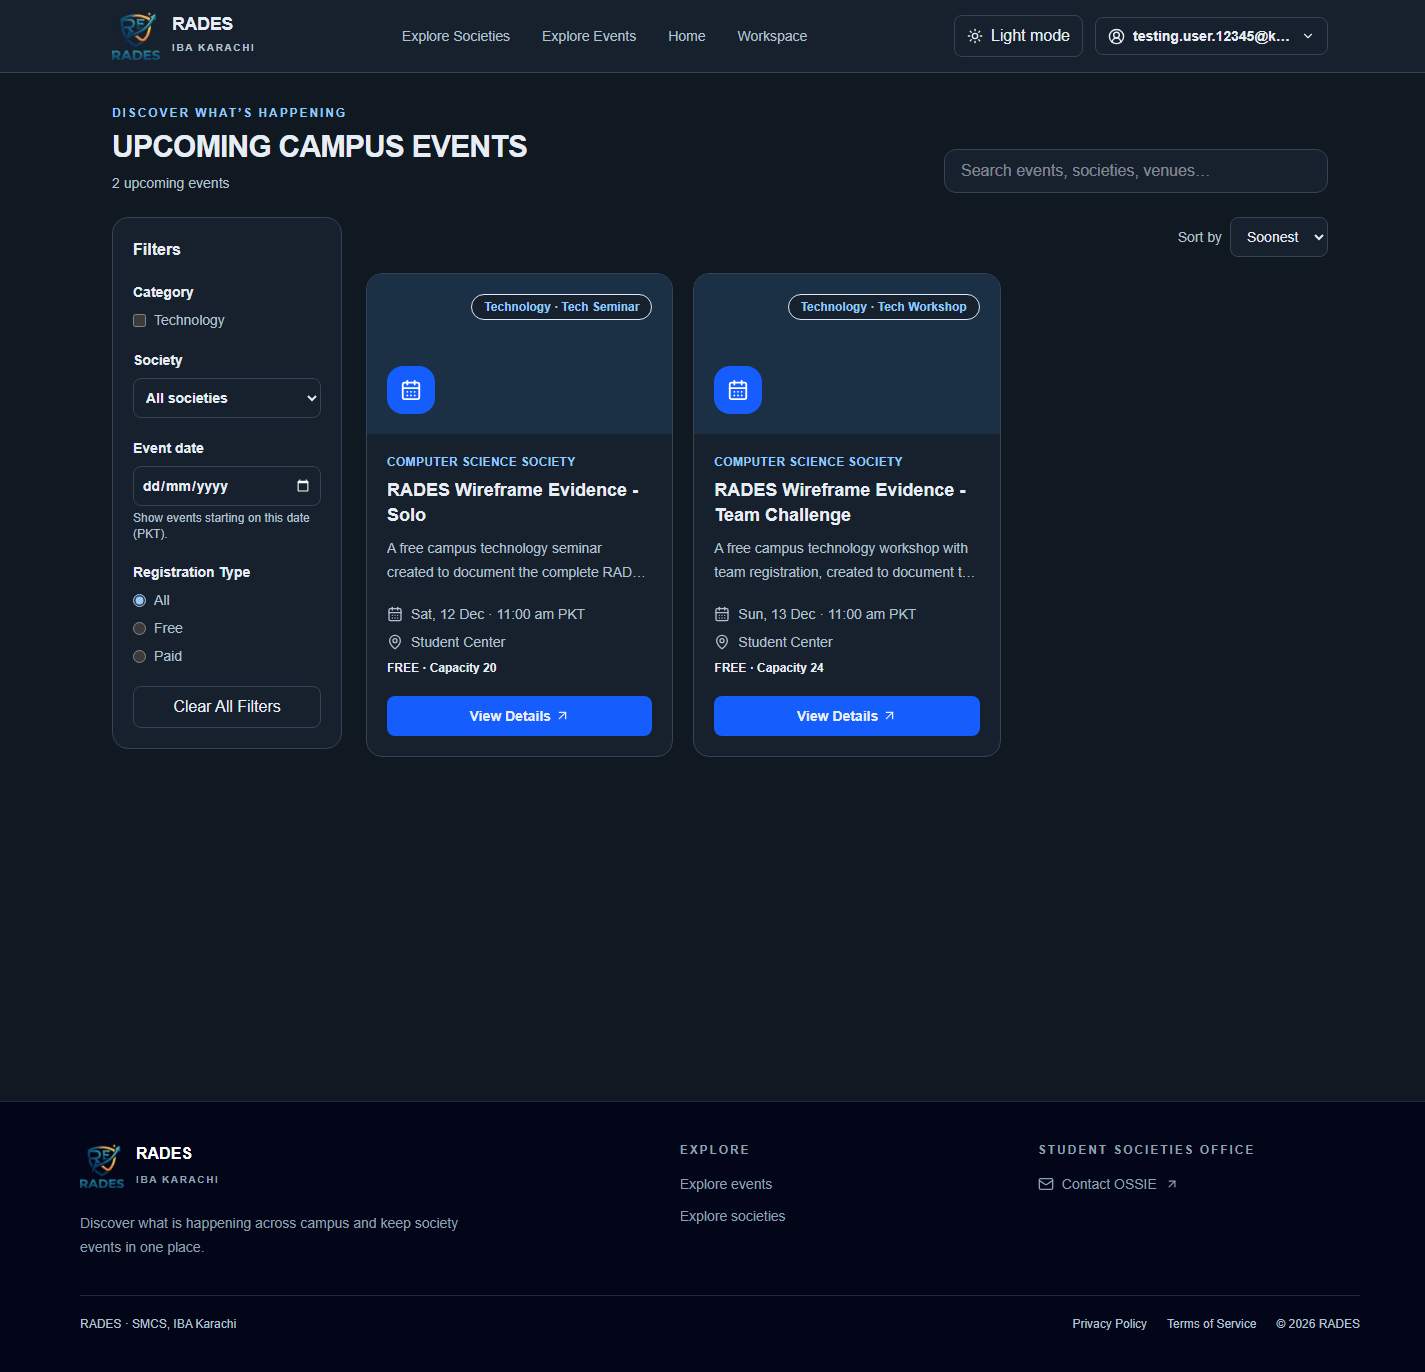 RADES
RADES
IBA KARACHI
Explore Societies
Explore Events
Home
Workspace
Light mode
testing.user.12345@k...
DISCOVER WHAT'S HAPPENING
UPCOMING CAMPUS EVENTS
2 upcoming events
Search events, societies, venues...
Filters
Category
Technology
Society
All societies
Event date
dd/mm/yyyy
Show events starting on this date
(PKT).
Registration Type
All
Free
Paid
Clear All Filters
Sort by
Soonest
Technology · Tech Seminar
COMPUTER SCIENCE SOCIETY
RADES Wireframe Evidence -
Solo
A free campus technology seminar
created to document the complete RAD...
Sat, 12 Dec · 11:00 am PKT
Student Center
FREE · Capacity 20
View Details
Technology · Tech Workshop
COMPUTER SCIENCE SOCIETY
RADES Wireframe Evidence -
Team Challenge
A free campus technology workshop with
team registration, created to document t...
Sun, 13 Dec · 11:00 am PKT
Student Center
FREE · Capacity 24
View Details
RADES
RADES
IBA KARACHI
Discover what is happening across campus and keep society
events in one place.
EXPLORE
Explore events
Explore societies
STUDENT SOCIETIES OFFICE
Contact OSSIE
RADES · SMCS, IBA Karachi
Privacy Policy
Terms of Service
© 2026 RADES